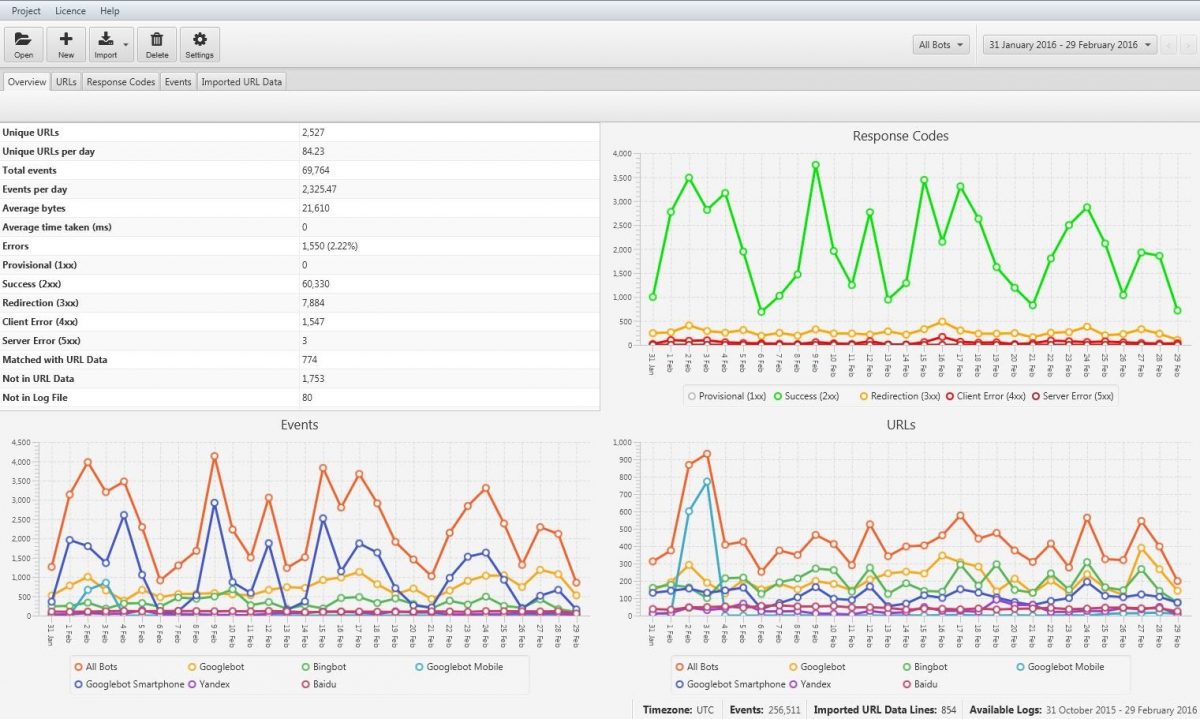 Project Licence Help
Open New Import Delete Settings All Bots 31 January 2016 - 29 February 2016
Overview URLs Response Codes Events Imported URL Data
Unique URLs 2,527
Unique URLs per day 84.23
Total events 69,764
Events per day 2,325.47
Average bytes 21,610
Average time taken (ms) 0
Errors 1,550 (2.22%)
Provisional (1xx) 0
Success (2xx) 60,330
Redirection (3xx) 7,884
Client Error (4xx) 1,547
Server Error (5xx) 3
Matched with URL Data 774
Not in URL Data 1,753
Not in Log File 80
Response Codes
4,000
3,500
3,000
2,500
2,000
1,500
1,000
500
0
31 Jan 1 Feb 2 Feb 3 Feb 4 Feb 5 Feb 6 Feb 7 Feb 8 Feb 9 Feb 10 Feb 11 Feb 12 Feb 13 Feb 14 Feb 15 Feb 16 Feb 17 Feb 18 Feb 19 Feb 20 Feb 21 Feb 22 Feb 23 Feb 24 Feb 25 Feb 26 Feb 27 Feb 28 Feb 29 Feb
Provisional (1xx) Success (2xx) Redirection (3xx) Client Error (4xx) Server Error (5xx)
Events
4,500
4,000
3,500
3,000
2,500
2,000
1,500
1,000
500
0
31 Jan 1 Feb 2 Feb 3 Feb 4 Feb 5 Feb 6 Feb 7 Feb 8 Feb 9 Feb 10 Feb 11 Feb 12 Feb 13 Feb 14 Feb 15 Feb 16 Feb 17 Feb 18 Feb 19 Feb 20 Feb 21 Feb 22 Feb 23 Feb 24 Feb 25 Feb 26 Feb 27 Feb 28 Feb 29 Feb
All Bots Googlebot Bingbot Googlebot Mobile
Googlebot Smartphone Yandex Baidu
URLs
1,000
900
800
700
600
500
400
300
200
100
0
31 Jan 1 Feb 2 Feb 3 Feb 4 Feb 5 Feb 6 Feb 7 Feb 8 Feb 9 Feb 10 Feb 11 Feb 12 Feb 13 Feb 14 Feb 15 Feb 16 Feb 17 Feb 18 Feb 19 Feb 20 Feb 21 Feb 22 Feb 23 Feb 24 Feb 25 Feb 26 Feb 27 Feb 28 Feb 29 Feb
All Bots Googlebot Bingbot Googlebot Mobile
Googlebot Smartphone Yandex Baidu
Timezone: UTC Events: 256,511 Imported URL Data Lines: 854 Available Logs: 31 October 2015 - 29 February 2016